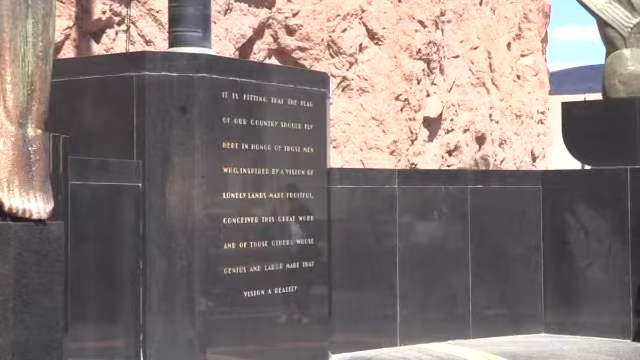 IT IS FITTING THAT THE FLAG
OF OUR COUNTRY SHOULD FLY
HERE IN HONOR OF THOSE MEN
WHO, INSPIRED BY A VISION OF
LONELY LANDS MADE FRUITFUL,
CONCEIVED THIS GREAT WORK
AND OF THOSE OTHERS WHOSE
GENIUS AND LABOR MADE THAT
VISION A REALITY